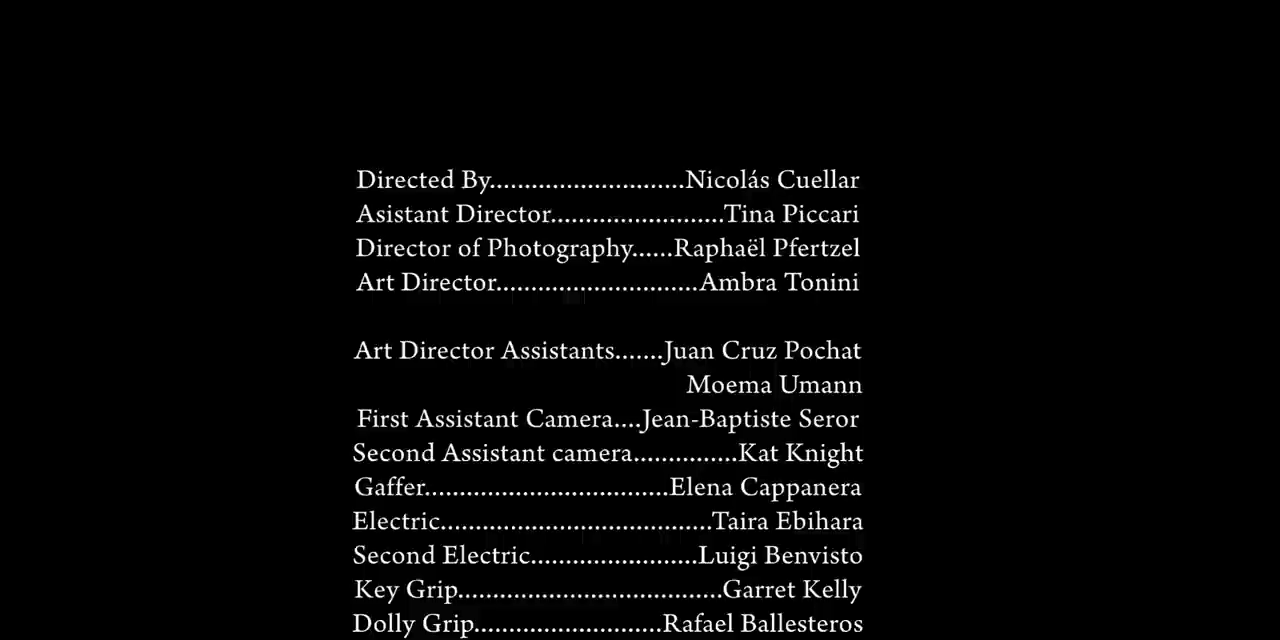 Directed By............................Nicolás Cuellar
Asistant Director.........................Tina Piccari
Director of Photography......Raphaël Pfertzel
Art Director.............................Ambra Tonini
Art Director Assistants.......Juan Cruz Pochat
Moema Umann
First Assistant Camera....Jean-Baptiste Seror
Second Assistant camera...............Kat Knight
Gaffer...................................Elena Cappanera
Electric.......................................Taira Ebihara
Second Electric........................Luigi Benvisto
Key Grip......................................Garret Kelly
Dolly Grip...........................Rafael Ballesteros